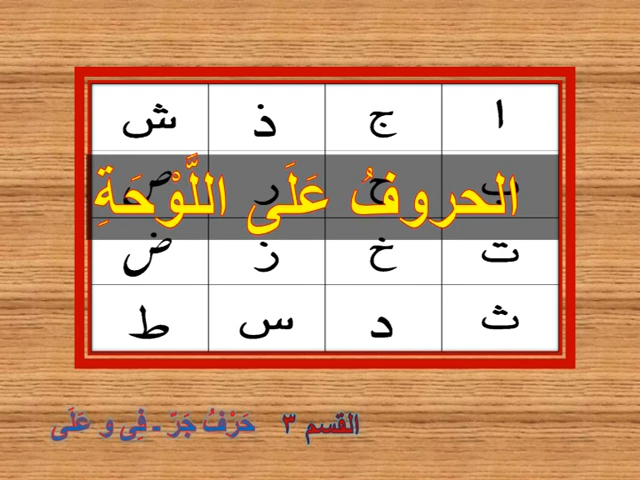 ا ج ذ ش
ب ح ر ص
الحروفُ عَلَى اللَّوْحَةِ
ت خ ز ض
ث د س ط
القسم ٣ حَرْفُ جَرّ - فِى و عَلَى